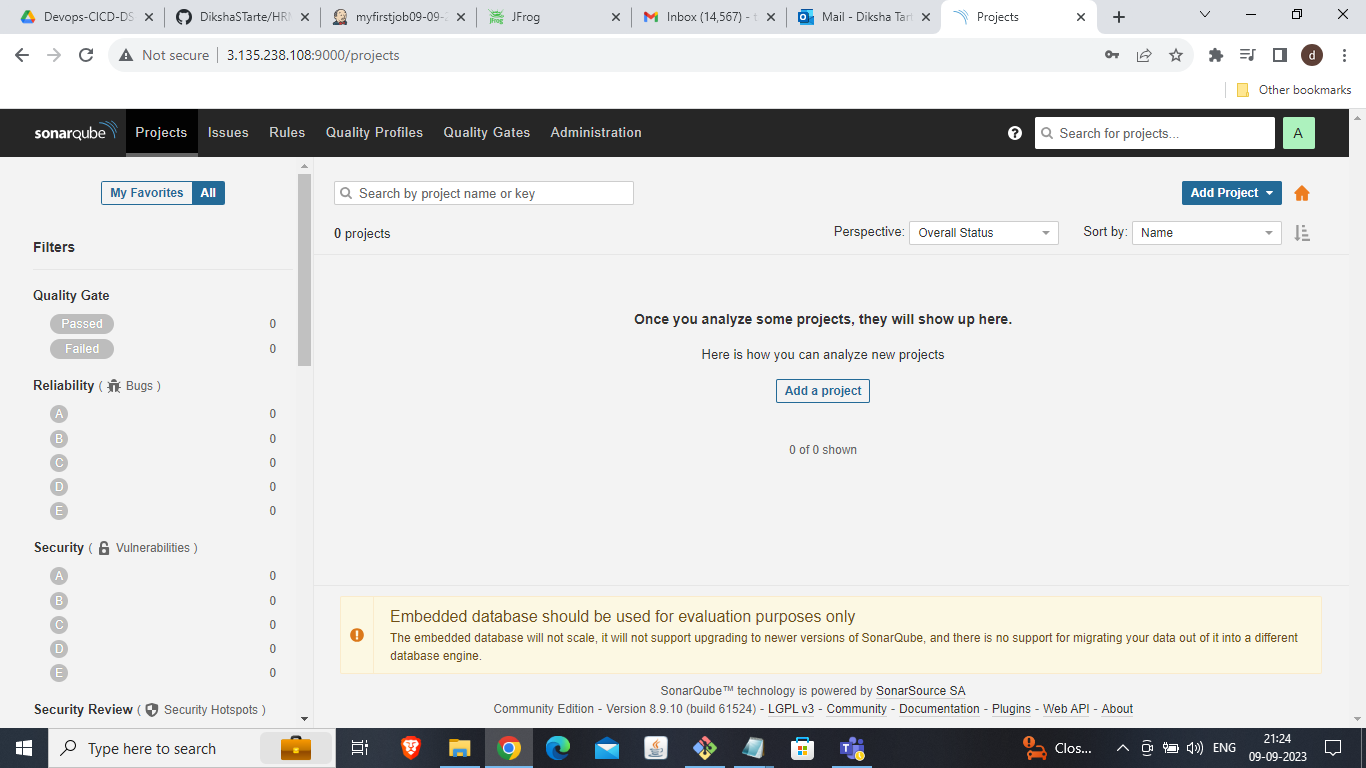 Devops-CICD-DS
DikshaSTarte/HRM
myfirstjob09-09-2
JFrog
Inbox (14,567) - t
Mail - Diksha Tart
Projects
Not secure
3.135.238.108:9000/projects
d
Other bookmarks
sonarqube
Projects
Issues
Rules
Quality Profiles
Quality Gates
Administration
Search for projects...
A
My Favorites
All
Search by project name or key
Add Project
0 projects
Perspective:
Overall Status
Sort by:
Name
Filters
Quality Gate
Passed 0
Failed 0
Reliability ( Bugs )
A 0
B 0
C 0
D 0
E 0
Security ( Vulnerabilities )
A 0
B 0
C 0
D 0
E 0
Security Review ( Security Hotspots )
Once you analyze some projects, they will show up here.
Here is how you can analyze new projects
Add a project
0 of 0 shown
Embedded database should be used for evaluation purposes only
The embedded database will not scale, it will not support upgrading to newer versions of SonarQube, and there is no support for migrating your data out of it into a different
database engine.
SonarQube™ technology is powered by SonarSource SA
Community Edition - Version 8.9.10 (build 61524) - LGPL v3 - Community - Documentation - Plugins - Web API - About
Type here to search
Clos...
ENG
21:24
09-09-2023